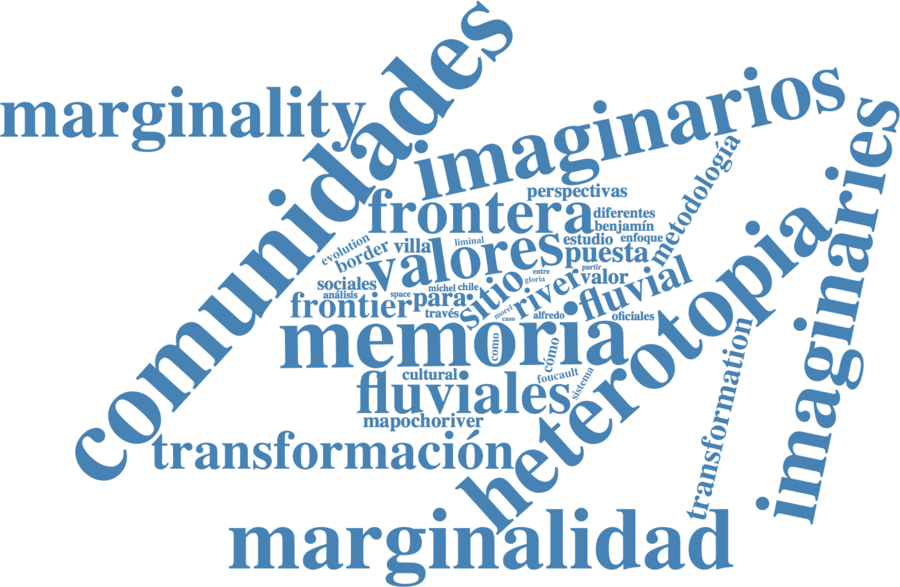 comunidades
marginality
imaginarios
imaginaries
metodología
perspectivas
frontera
diferentes
benjamín
heterotopia
evolution
border
villa
liminal
valores
estudio
enfoque
puesta
sociales
análisis
space
michel
chile
entre
gloria
partir
valor
sitio
river
fluvial
frontier
para
través
morei
caso
alfredo
oficiales
memoria
como
cómo
cultural
foucault
sistema
fluviales
mapochoriver
transformación
transformation
marginalidad